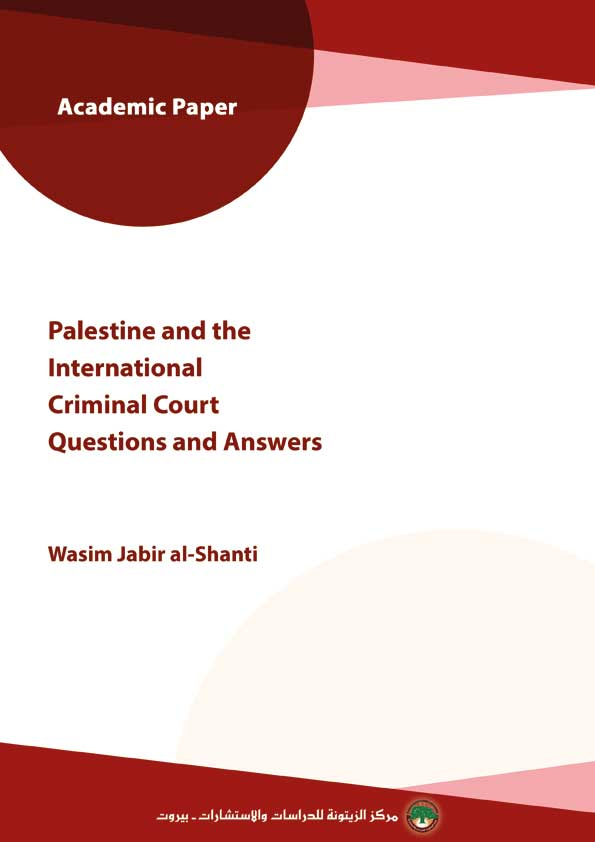 Academic Paper
Palestine and the
International
Criminal Court
Questions and Answers
Wasim Jabir al-Shanti
مركز الزيتونة للدراسات والاستشارات - بيروت